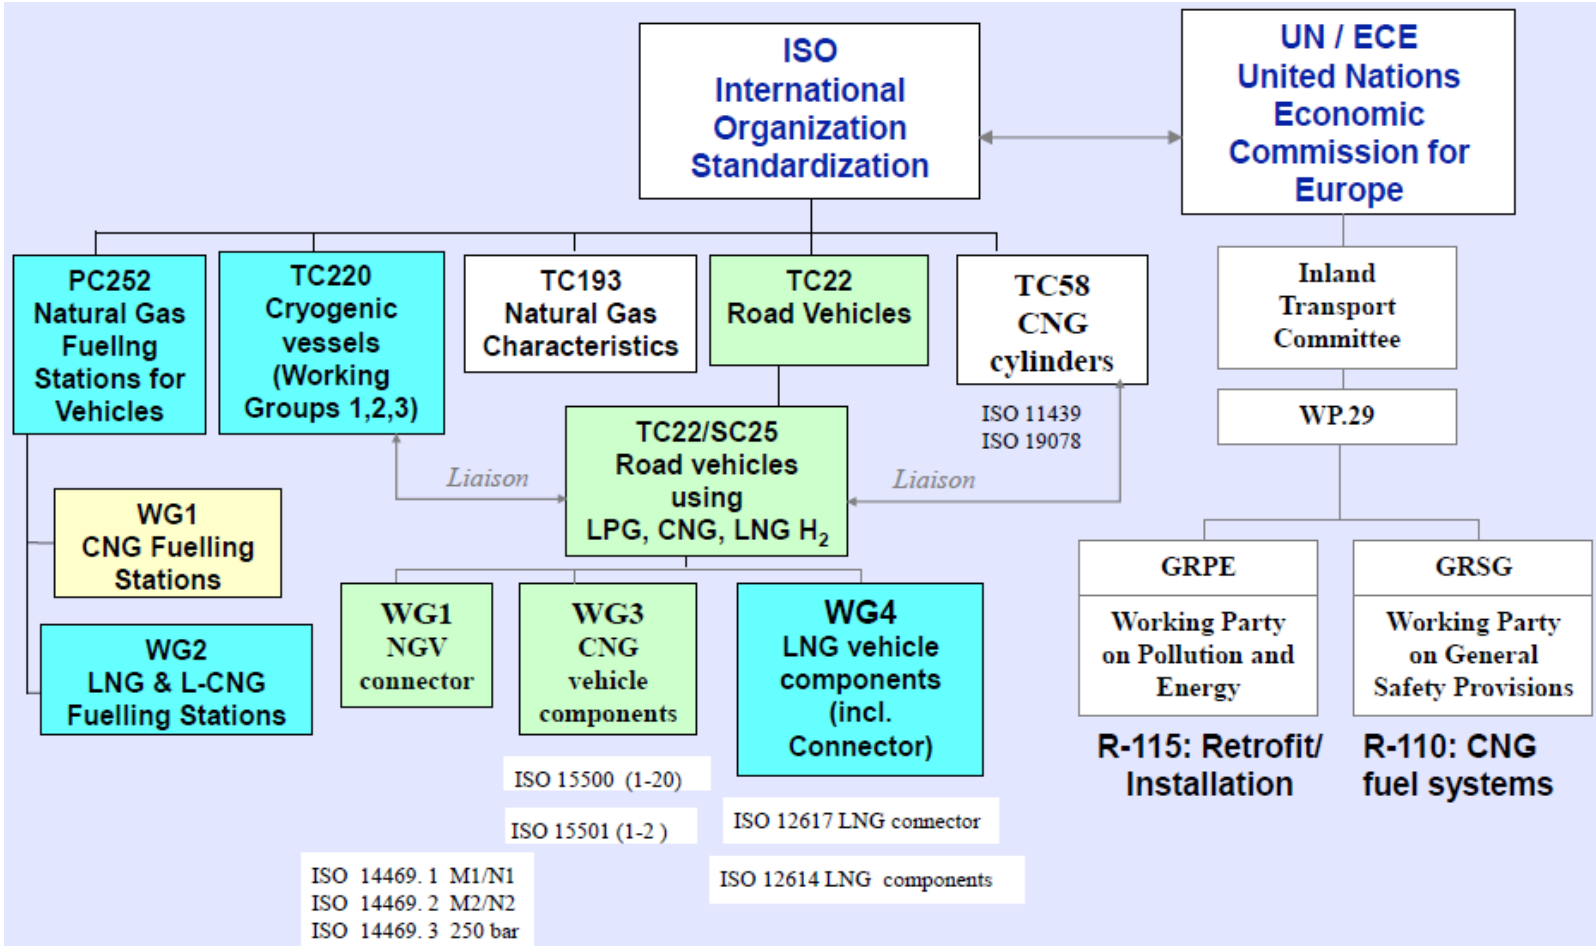 ISO
International
Organization
Standardization
UN / ECE
United Nations
Economic
Commission for
Europe
PC252
Natural Gas
Fuellng
Stations for
Vehicles
TC220
Cryogenic
vessels
(Working
Groups 1,2,3)
TC193
Natural Gas
Characteristics
TC22
Road Vehicles
TC58
CNG
cylinders
ISO 11439
ISO 19078
Inland
Transport
Committee
WP.29
Liaison
TC22/SC25
Road vehicles
using
LPG, CNG, LNG H2
Liaison
WG1
CNG Fuelling
Stations
WG2
LNG & L-CNG
Fuelling Stations
WG1
NGV
connector
WG3
CNG
vehicle
components
WG4
LNG vehicle
components
(incl.
Connector)
GRPE
Working Party
on Pollution and
Energy
GRSG
Working Party
on General
Safety Provisions
R-115: Retrofit/
Installation
R-110: CNG
fuel systems
ISO 15500 (1-20)
ISO 15501 (1-2 )
ISO 12617 LNG connector
ISO 12614 LNG components
ISO 14469. 1 M1/N1
ISO 14469. 2 M2/N2
ISO 14469. 3 250 bar